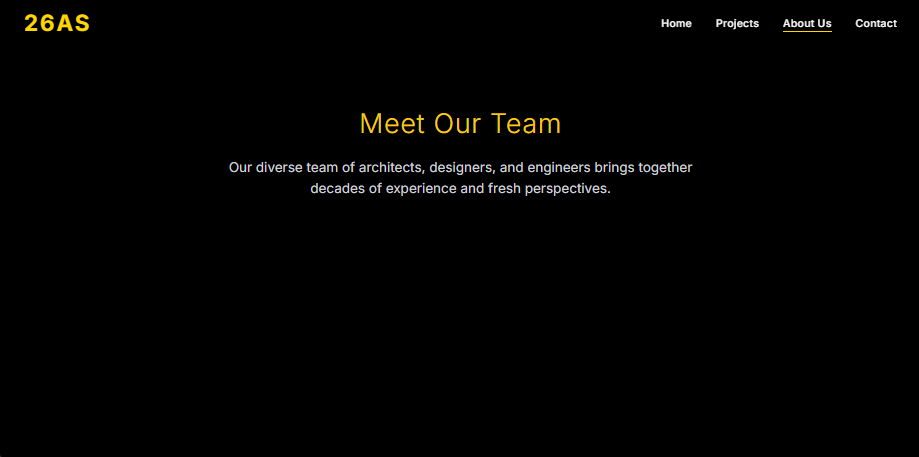 26AS
Home Projects About Us Contact
Meet Our Team
Our diverse team of architects, designers, and engineers brings together
decades of experience and fresh perspectives.